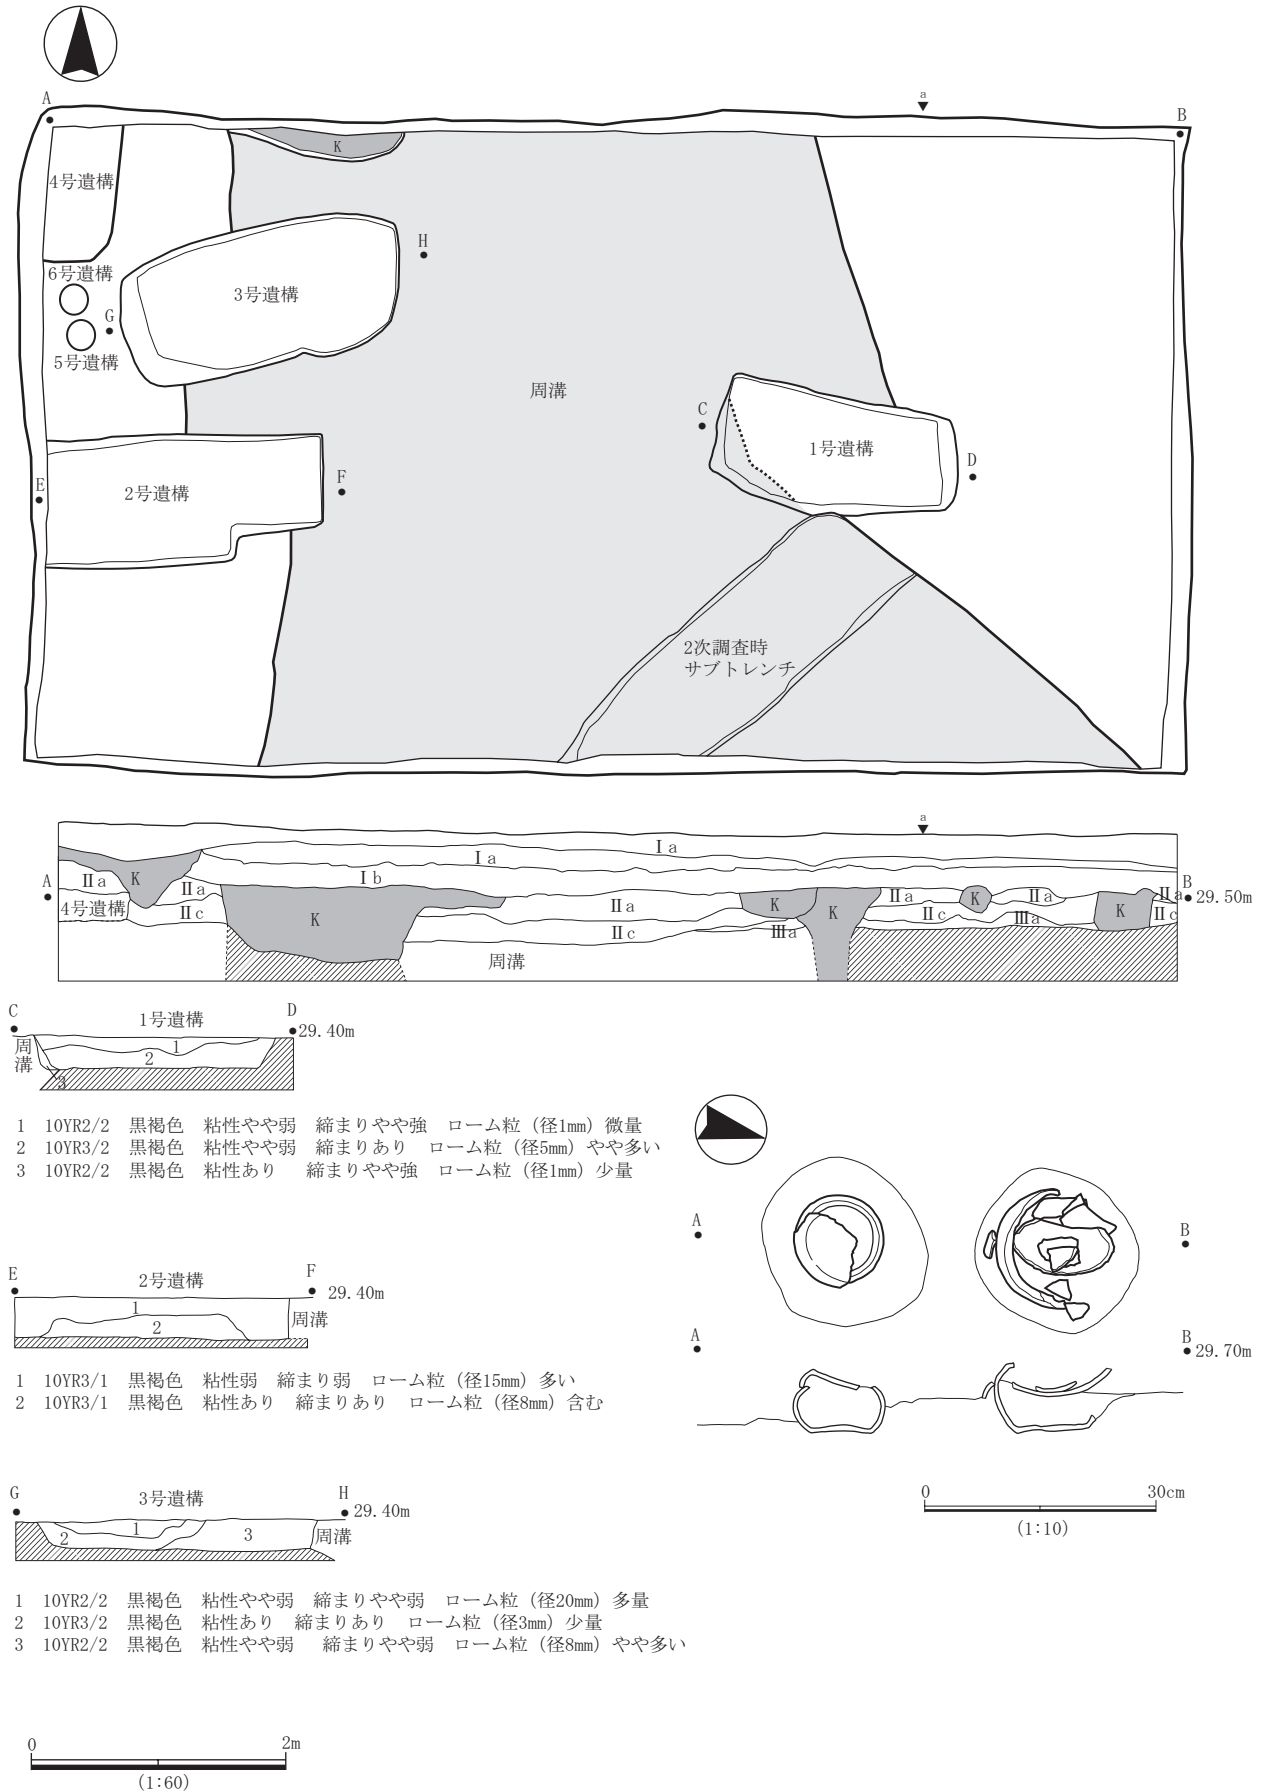 A
a
B
K
4号遺構
H
6号遺構
3号遺構
G
5号遺構
周溝
C
1号遺構
D
E
2号遺構
F
2次調査時
サブトレンチ
a
Ⅰa
Ⅰa
Ⅰb
A
Ⅱa
K
Ⅱa
4号遺構
Ⅱc
K
Ⅱa
Ⅱc
周溝
K
Ⅲa
K
Ⅱa
Ⅱc
K
Ⅱa
Ⅲa
K
Ⅱa
Ⅱc
B
29.50m
C
1号遺構
D
29.40m
周溝
1
2
3
1 10YR2/2 黒褐色 粘性やや弱 締まりやや強 ローム粒（径1mm）微量
2 10YR3/2 黒褐色 粘性やや弱 締まりあり ローム粒（径5mm）やや多い
3 10YR2/2 黒褐色 粘性あり 締まりやや強 ローム粒（径1mm）少量
E
2号遺構
F
29.40m
1
2
周溝
1 10YR3/1 黒褐色 粘性弱 締まり弱 ローム粒（径15mm）多い
2 10YR3/1 黒褐色 粘性あり 締まりあり ローム粒（径8mm）含む
G
3号遺構
H
29.40m
1
2
3
周溝
1 10YR2/2 黒褐色 粘性やや弱 締まりやや弱 ローム粒（径20mm）多量
2 10YR3/2 黒褐色 粘性あり 締まりあり ローム粒（径3mm）少量
3 10YR2/2 黒褐色 粘性やや弱 締まりやや弱 ローム粒（径8mm）やや多い
0 2m
(1:60)
A
B
A
B
29.70m
0 30cm
(1:10)